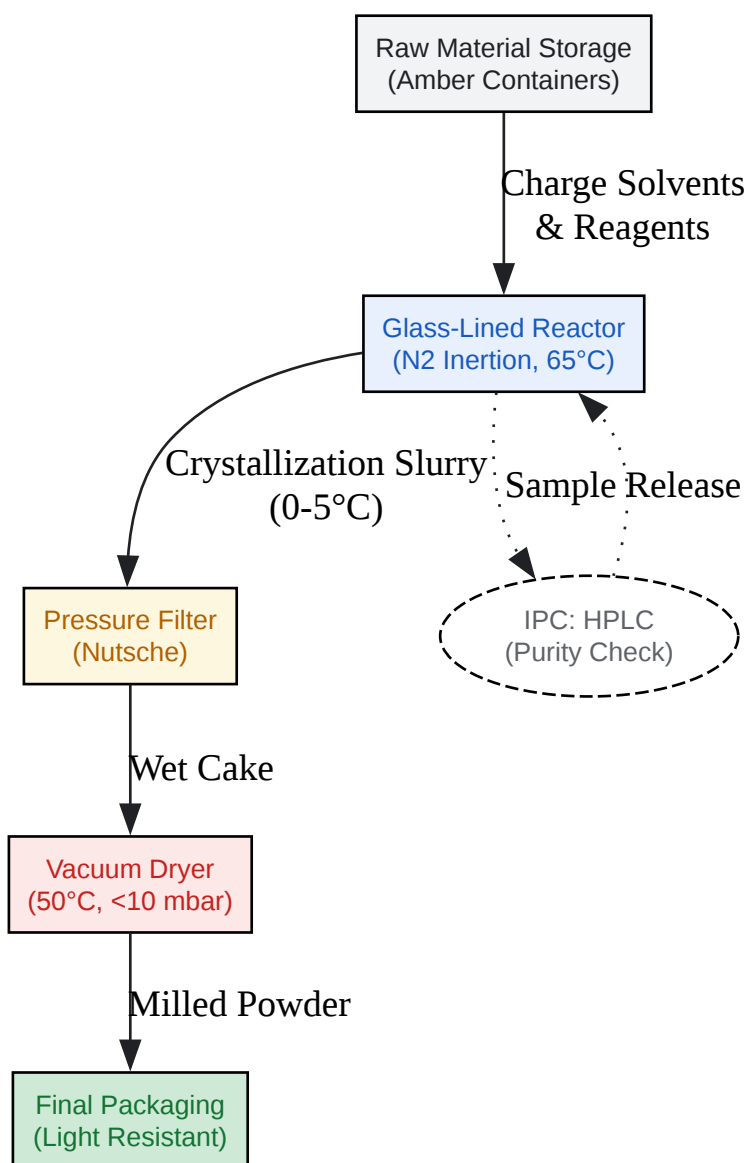 Raw Material Storage
(Amber Containers)
Charge Solvents
& Reagents
Glass-Lined Reactor
(N2 Inertion, 65°C)
Crystallization Slurry
(0-5°C)
Sample
Release
Pressure Filter
(Nutsche)
IPC: HPLC
(Purity Check)
Wet Cake
Vacuum Dryer
(50°C, <10 mbar)
Milled Powder
Final Packaging
(Light Resistant)